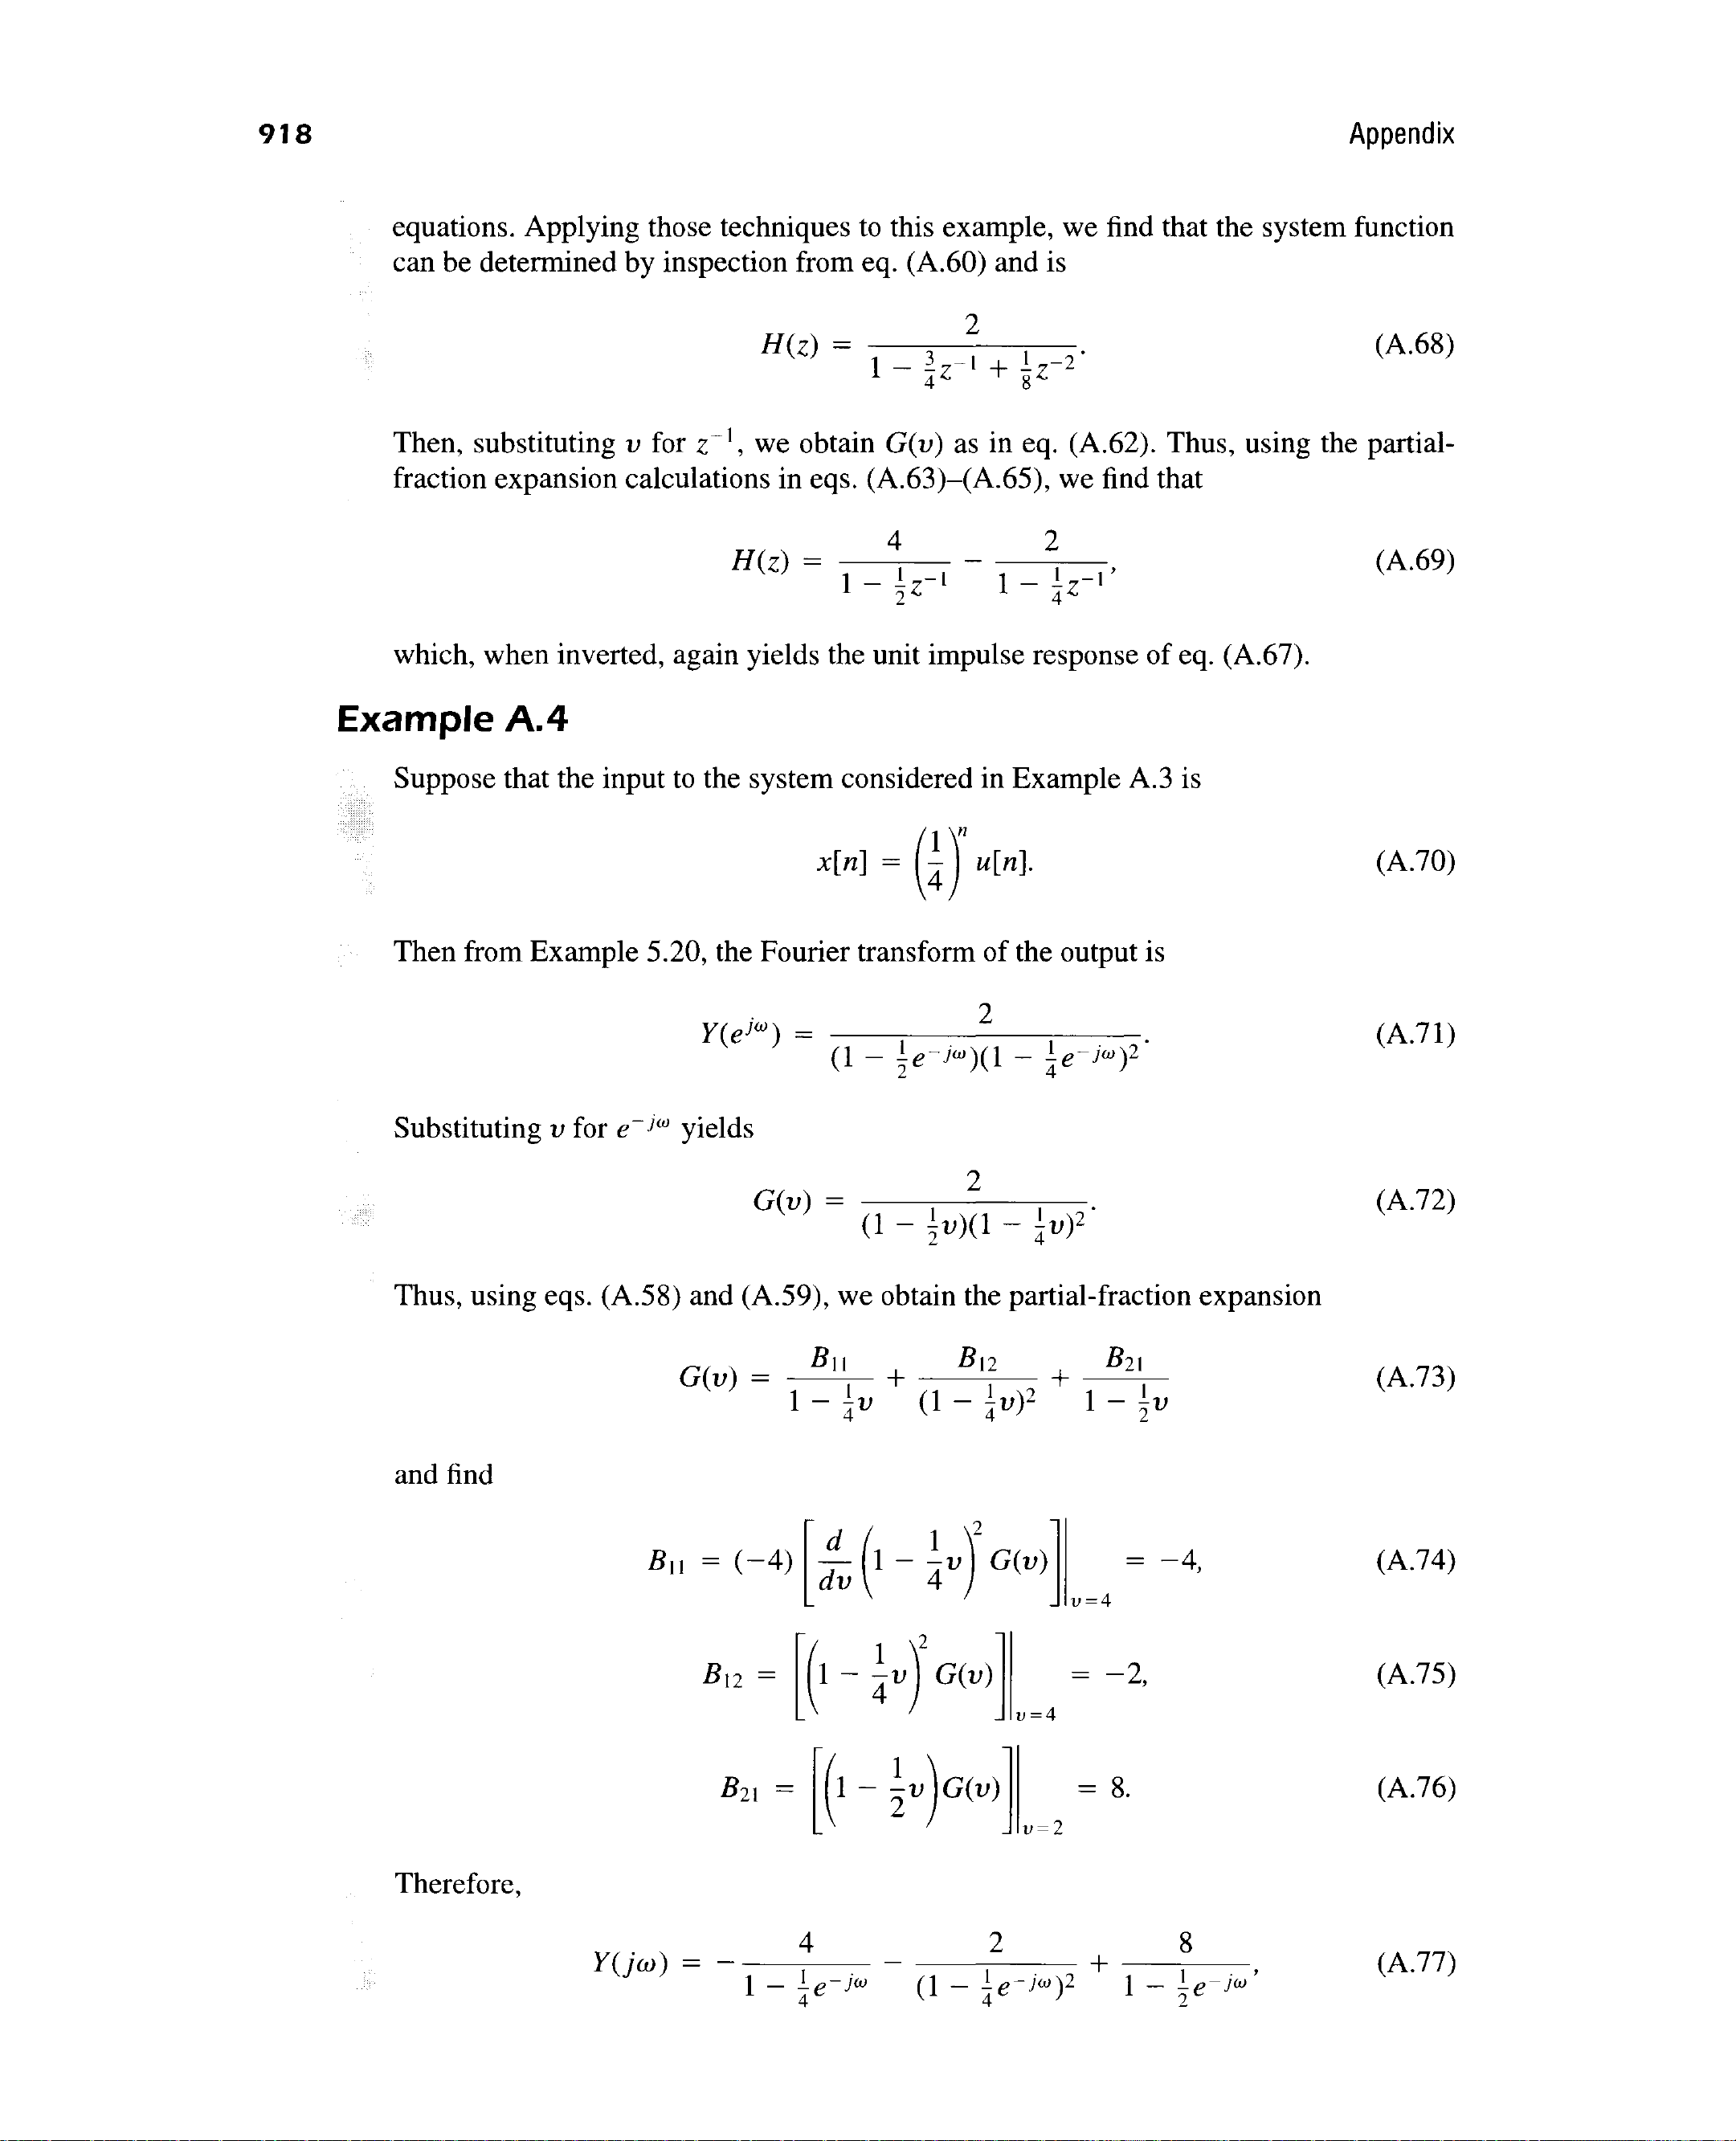 918 Appendix
equations. Applying those techniques to this example, we find that the system function
can be determined by inspection from eq. (A.60) and is
H(z) = \frac{2}{1 - \frac{3}{4}z^{-1} + \frac{1}{8}z^{-2}}. (A.68)
Then, substituting v for z^{-1}, we obtain G(v) as in eq. (A.62). Thus, using the partial-
fraction expansion calculations in eqs. (A.63)–(A.65), we find that
H(z) = \frac{4}{1 - \frac{1}{2}z^{-1}} - \frac{2}{1 - \frac{1}{4}z^{-1}}, (A.69)
which, when inverted, again yields the unit impulse response of eq. (A.67).
Example A.4
Suppose that the input to the system considered in Example A.3 is
x[n] = \left(\frac{1}{4}\right)^n u[n]. (A.70)
Then from Example 5.20, the Fourier transform of the output is
Y(e^{j\omega}) = \frac{2}{(1 - \frac{1}{2}e^{-j\omega})(1 - \frac{1}{4}e^{-j\omega})^2}. (A.71)
Substituting v for e^{-j\omega} yields
G(v) = \frac{2}{(1 - \frac{1}{2}v)(1 - \frac{1}{4}v)^2}. (A.72)
Thus, using eqs. (A.58) and (A.59), we obtain the partial-fraction expansion
G(v) = \frac{B_{11}}{1 - \frac{1}{4}v} + \frac{B_{12}}{(1 - \frac{1}{4}v)^2} + \frac{B_{21}}{1 - \frac{1}{2}v} (A.73)
and find
B_{11} = (-4)\left[\frac{d}{dv}\left(1 - \frac{1}{4}v\right)^2 G(v)\right]\Big|_{v=4} = -4, (A.74)
B_{12} = \left[\left(1 - \frac{1}{4}v\right)^2 G(v)\right]\Big|_{v=4} = -2, (A.75)
B_{21} = \left[\left(1 - \frac{1}{2}v\right)G(v)\right]\Big|_{v=2} = 8. (A.76)
Therefore,
Y(j\omega) = -\frac{4}{1 - \frac{1}{4}e^{-j\omega}} - \frac{2}{(1 - \frac{1}{4}e^{-j\omega})^2} + \frac{8}{1 - \frac{1}{2}e^{-j\omega}}, (A.77)